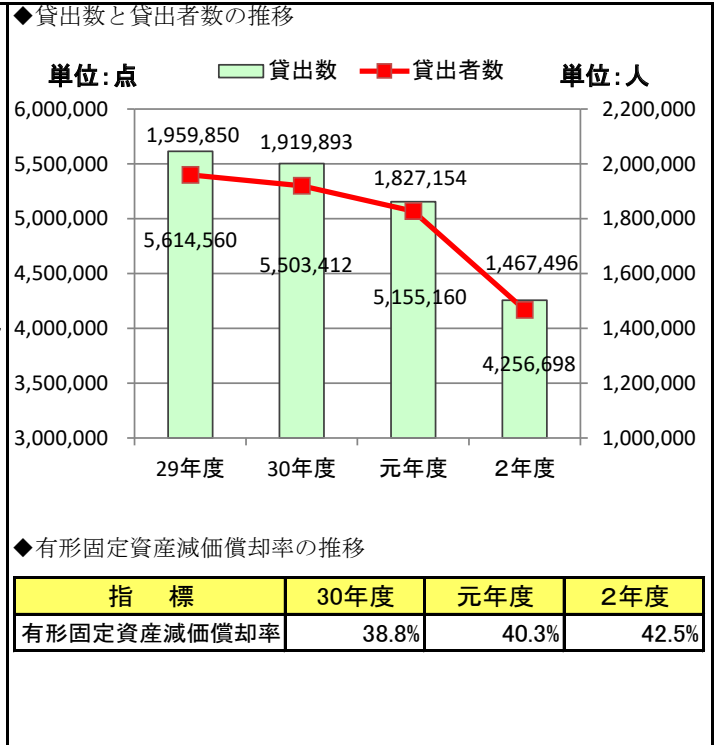 ◆貸出数と貸出者数の推移
単位：点 貸出数 貸出者数 単位：人
6,000,000 2,200,000
1,959,850 1,919,893
5,500,000 2,000,000
1,827,154
5,000,000 1,800,000
5,614,560 5,503,412
4,500,000 1,467,496 1,600,000
5,155,160
4,000,000 1,400,000
4,256,698
3,500,000 1,200,000
3,000,000 1,000,000
29年度 30年度 元年度 ２年度
◆有形固定資産減価償却率の推移
指　標 30年度 元年度 ２年度
有形固定資産減価償却率 38.8% 40.3% 42.5%